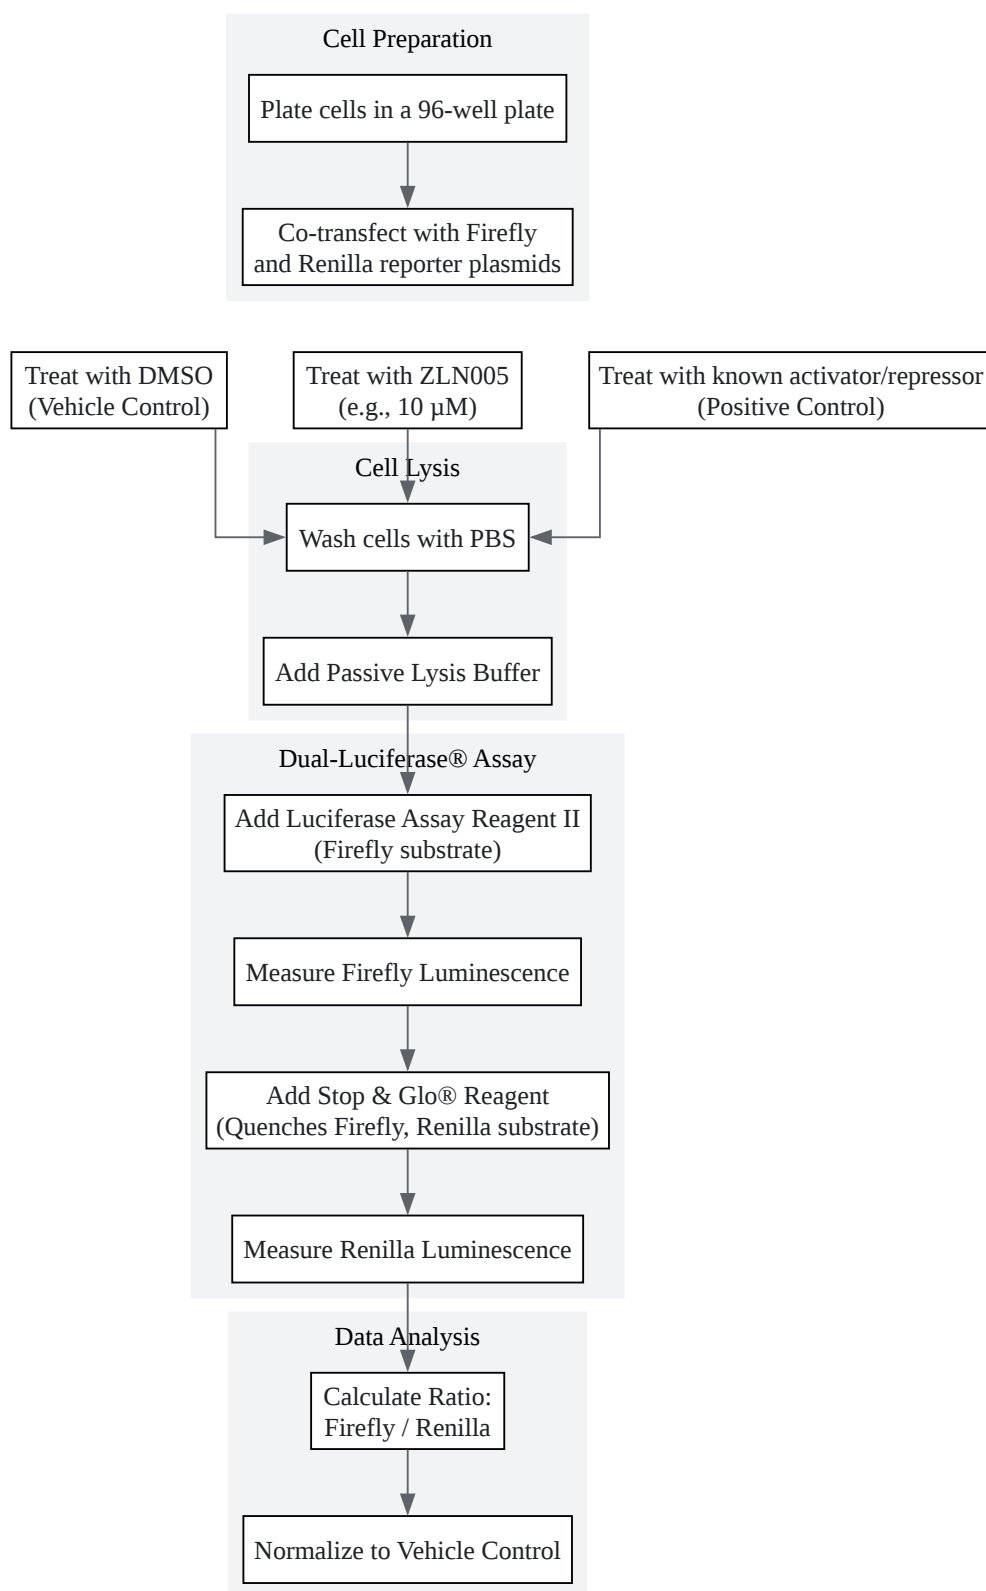 Cell Preparation
Plate cells in a 96-well plate
Co-transfect with Firefly
and Renilla reporter plasmids
Treat with DMSO
(Vehicle Control)
Treat with ZLN005
(e.g., 10 µM)
Treat with known activator/repressor
(Positive Control)
Cell Lysis
Wash cells with PBS
Add Passive Lysis Buffer
Dual-Luciferase® Assay
Add Luciferase Assay Reagent II
(Firefly substrate)
Measure Firefly Luminescence
Add Stop & Glo® Reagent
(Quenches Firefly, Renilla substrate)
Measure Renilla Luminescence
Data Analysis
Calculate Ratio:
Firefly / Renilla
Normalize to Vehicle Control